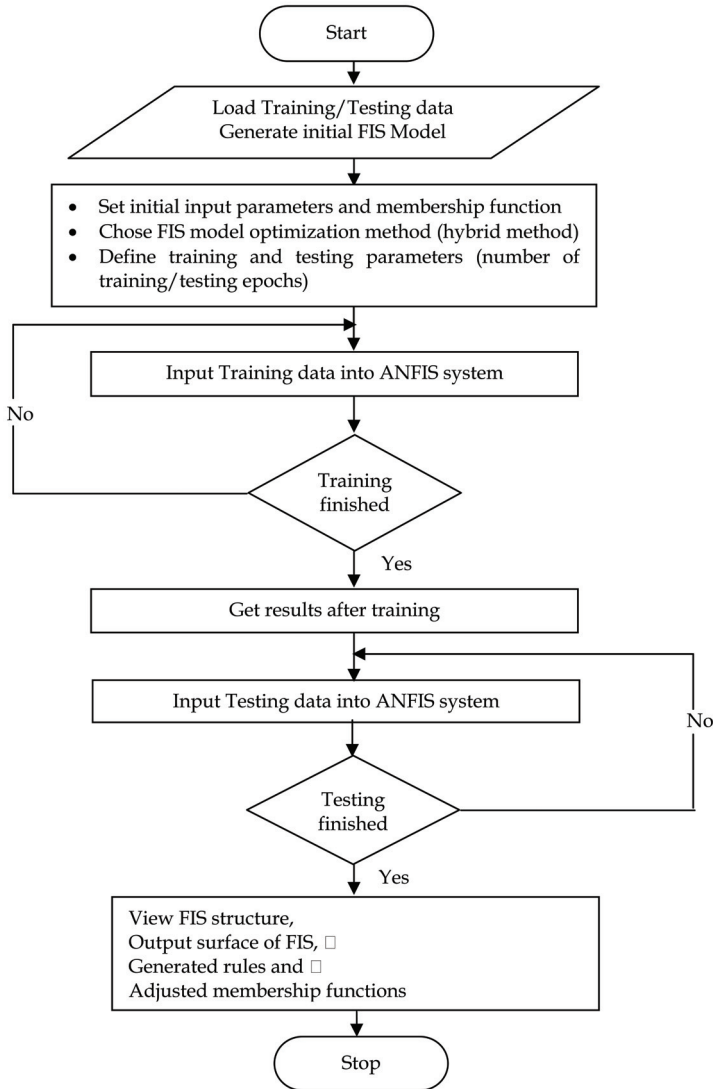 Start
Load Training/Testing data
Generate initial FIS Model
• Set initial input parameters and membership function
• Chose FIS model optimization method (hybrid method)
• Define training and testing parameters (number of
training/testing epochs)
Input Training data into ANFIS system
No
Training
finished
Yes
Get results after training
Input Testing data into ANFIS system
No
Testing
finished
Yes
View FIS structure,
Output surface of FIS, □
Generated rules and □
Adjusted membership functions
Stop